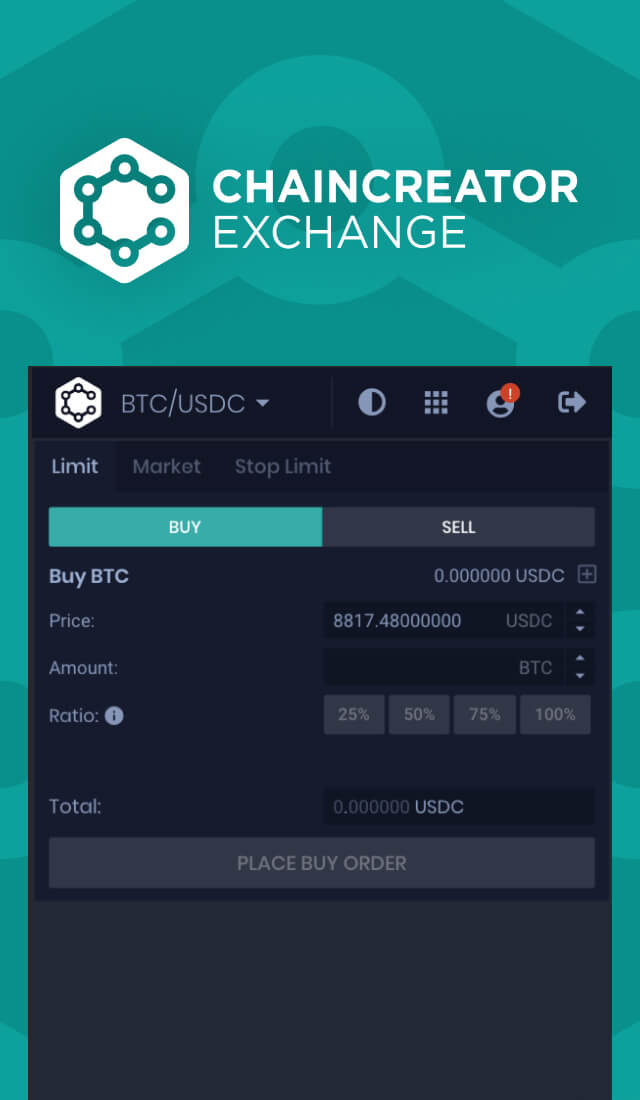 CHAINCREATOR
EXCHANGE
BTC/USDC
!
Limit Market Stop Limit
BUY SELL
Buy BTC 0.000000 USDC
Price: 8817.48000000 USDC
Amount: BTC
Ratio: 25% 50% 75% 100%
Total: 0.000000 USDC
PLACE BUY ORDER